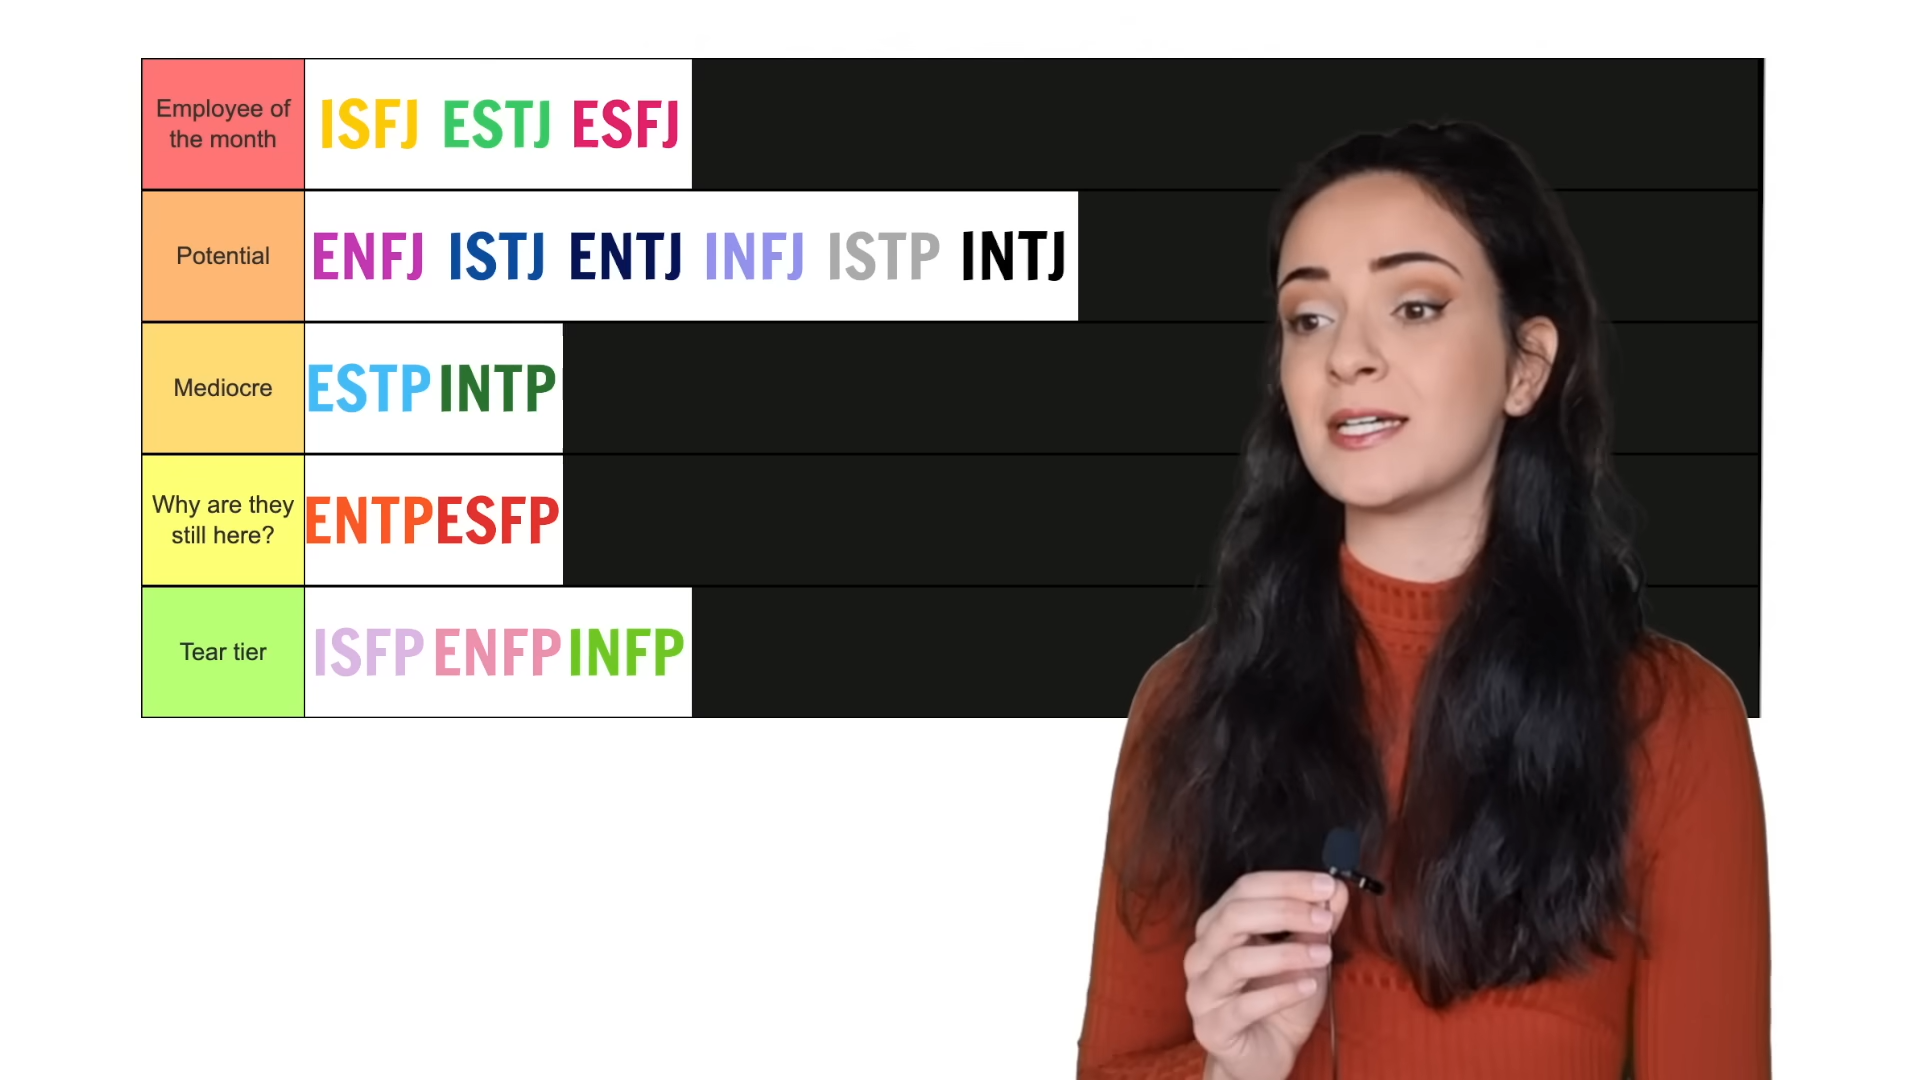 Employee of
the month
ISFJ ESTJ ESFJ
Potential
ENFJ ISTJ ENTJ INFJ ISTP INTJ
Mediocre
ESTP INTP
Why are they
still here?
ENTP ESFP
Tear tier
ISFP ENFP INFP